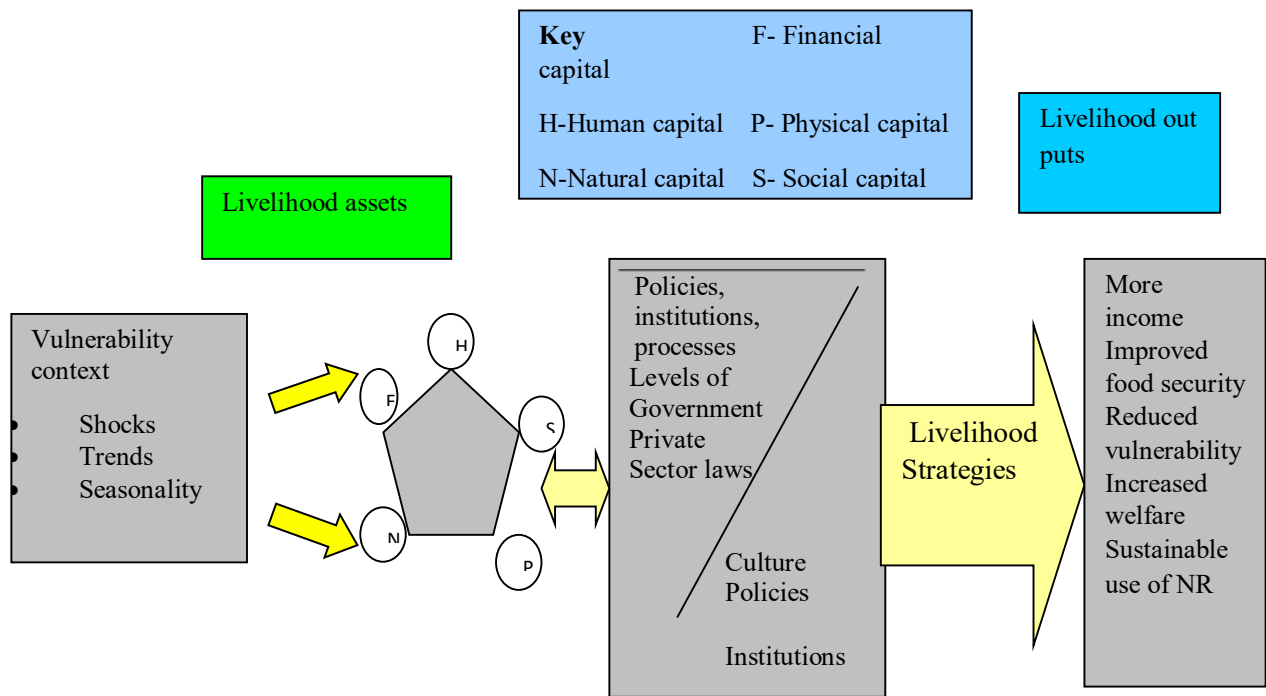 Key F- Financial
capital
H-Human capital P- Physical capital
N-Natural capital S- Social capital
Livelihood out
puts
Livelihood assets
Vulnerability
context
• Shocks
• Trends
• Seasonality
H
F
S
N
P
Policies,
institutions,
processes
Levels of
Government
Private
Sector laws
Culture
Policies
Institutions
Livelihood
Strategies
More
income
Improved
food security
Reduced
vulnerability
Increased
welfare
Sustainable
use of NR